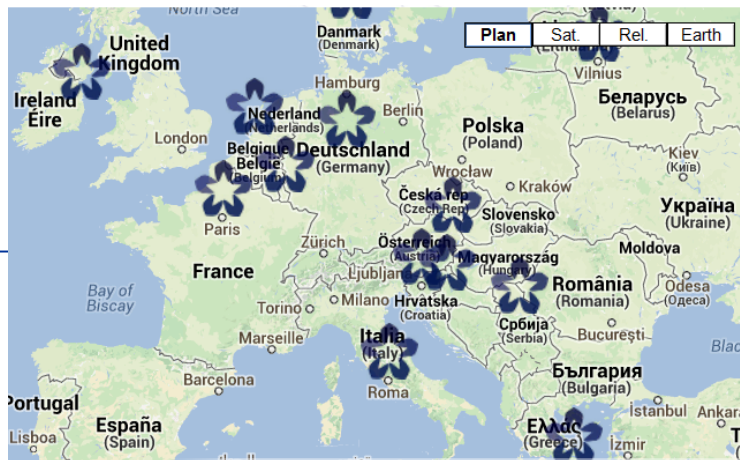 North Sea
Danmark
(Denmark)
Plan
Sat.
Rel.
Earth
United
Kingdom
Vilnius
Hamburg
Беларусь
(Belarus)
Ireland
Éire
Nederland
(Netherlands)
Berlin
Polska
(Poland)
London
Belgique
België
(Belgium)
Deutschland
(Germany)
Kiev
(Київ)
Wrocław
Kraków
Česká rep
(Czech Rep)
Україна
(Ukraine)
Slovensko
(Slovakia)
Paris
Zürich
Österreich
(Austria)
Magyarország
(Hungary)
Moldova
France
Ljubljana
România
(Romania)
Odesa
(Одеса)
Bay of
Biscay
Torino
Milano
Hrvatska
(Croatia)
Србија
(Serbia)
București
Marseille
Italia
(Italy)
Barcelona
Roma
България
(Bulgaria)
Portugal
España
(Spain)
Lisboa
İstanbul
Ελλάς
(Greece)
İzmir